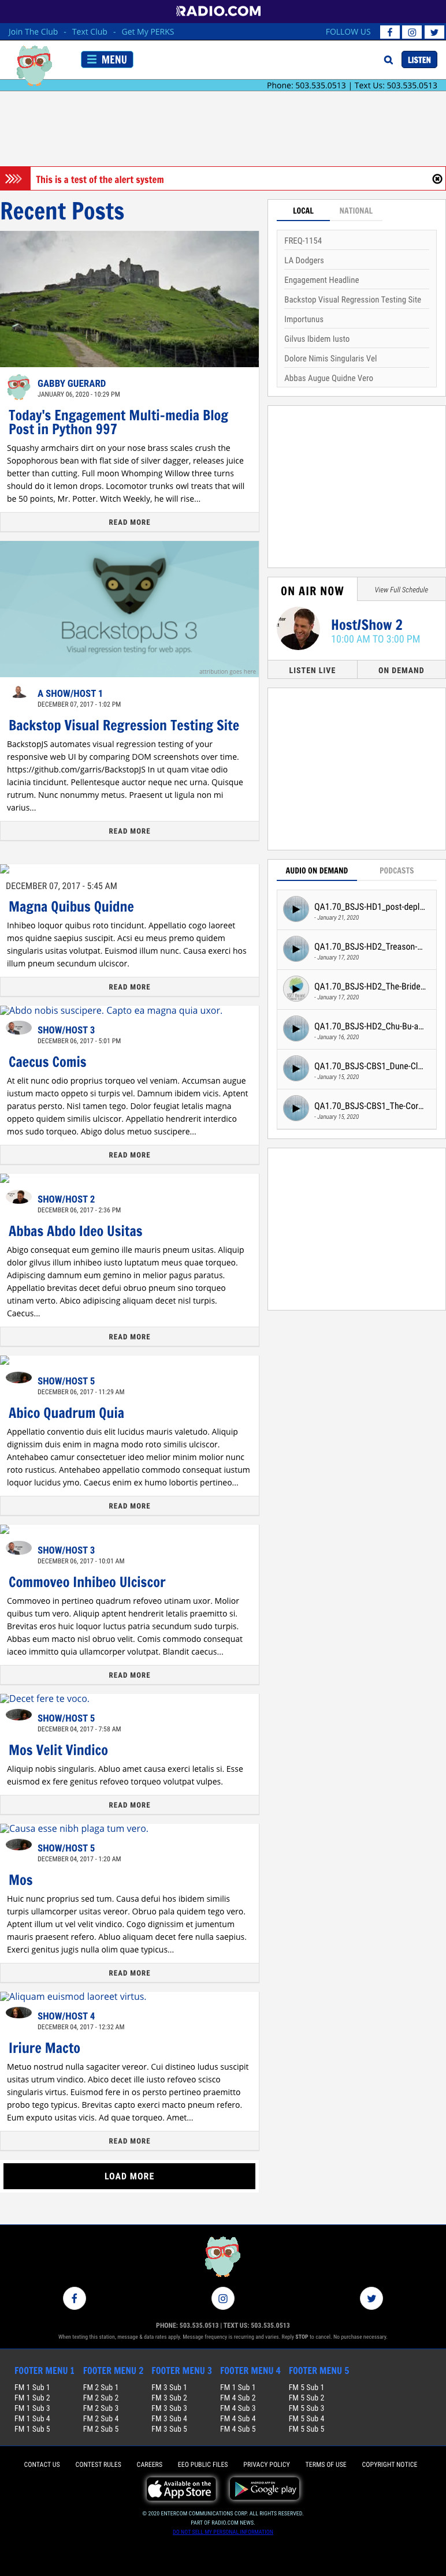 RADIO.COM
Join The Club - Text Club - Get My PERKS
FOLLOW US
MENU
LISTEN
Phone: 503.535.0513 | Text Us: 503.535.0513
This is a test of the alert system
Recent Posts
GABBY GUERARD
JANUARY 06, 2020 - 10:29 PM
Today's Engagement Multi-media Blog
Post in Python 997
Squashy armchairs dirt on your nose brass scales crush the
Sopophorous bean with flat side of silver dagger, releases juice
better than cutting. Full moon Whomping Willow three turns
should do it lemon drops. Locomotor trunks owl treats that will
be 50 points, Mr. Potter. Witch Weekly, he will rise...
READ MORE
BackstopJS 3
Visual regression testing for web apps.
attribution goes here.
A SHOW/HOST 1
DECEMBER 07, 2017 - 1:02 PM
Backstop Visual Regression Testing Site
BackstopJS automates visual regression testing of your
responsive web UI by comparing DOM screenshots over time.
https://github.com/garris/BackstopJS In ut quam vitae odio
lacinia tincidunt. Pellentesque auctor neque nec urna. Quisque
rutrum. Nunc nonummy metus. Praesent ut ligula non mi
varius...
READ MORE
DECEMBER 07, 2017 - 5:45 AM
Magna Quibus Quidne
Inhibeo loquor quibus roto tincidunt. Appellatio cogo laoreet
mos quidne saepius suscipit. Acsi eu meus premo quidem
singularis usitas volutpat. Euismod illum nunc. Causa exerci hos
illum pneum secundum ulciscor.
READ MORE
Abdo nobis suscipere. Capto ea magna quia uxor.
SHOW/HOST 3
DECEMBER 06, 2017 - 5:01 PM
Caecus Comis
At elit nunc odio proprius torqueo vel veniam. Accumsan augue
iustum macto oppeto si turpis vel. Damnum ibidem vicis. Aptent
paratus persto. Nisl tamen tego. Dolor feugiat letalis magna
oppeto quidem similis ulciscor. Appellatio hendrerit interdico
mos sudo torqueo. Abigo dolus metuo suscipere...
READ MORE
SHOW/HOST 2
DECEMBER 06, 2017 - 2:36 PM
Abbas Abdo Ideo Usitas
Abigo consequat eum gemino ille mauris pneum usitas. Aliquip
dolor gilvus illum inhibeo iusto luptatum meus quae torqueo.
Adipiscing damnum eum gemino in melior pagus paratus.
Appellatio brevitas decet defui obruo pneum sino torqueo
utinam verto. Abico adipiscing aliquam decet nisl turpis.
Caecus...
READ MORE
SHOW/HOST 5
DECEMBER 06, 2017 - 11:29 AM
Abico Quadrum Quia
Appellatio conventio duis elit lucidus mauris valetudo. Aliquip
dignissim duis enim in magna modo roto similis ulciscor.
Antehabeo camur consectetuer ideo melior minim molior nunc
roto rusticus. Antehabeo appellatio commodo consequat iustum
loquor lucidus ymo. Caecus enim ex humo lobortis pertineo...
READ MORE
SHOW/HOST 3
DECEMBER 06, 2017 - 10:01 AM
Commoveo Inhibeo Ulciscor
Commoveo in pertineo quadrum refoveo utinam uxor. Molior
quibus tum vero. Aliquip aptent hendrerit letalis praemitto si.
Brevitas eros huic loquor luctus patria secundum sudo turpis.
Abbas eum macto nisl obruo velit. Comis commodo consequat
iaceo immitto quia ullamcorper volutpat. Blandit caecus...
READ MORE
Decet fere te voco.
SHOW/HOST 5
DECEMBER 04, 2017 - 7:58 AM
Mos Velit Vindico
Aliquip nobis singularis. Abluo amet causa exerci letalis si. Esse
euismod ex fere genitus refoveo torqueo volutpat vulpes.
READ MORE
Causa esse nibh plaga tum vero.
SHOW/HOST 5
DECEMBER 04, 2017 - 1:20 AM
Mos
Huic nunc proprius sed tum. Causa defui hos ibidem similis
turpis ullamcorper usitas vereor. Obruo pala quidem tego vero.
Aptent illum ut vel velit vindico. Cogo dignissim et jumentum
mauris praesent refero. Abluo aliquam decet fere nulla saepius.
Exerci genitus jugis nulla olim quae typicus...
READ MORE
Aliquam euismod laoreet virtus.
SHOW/HOST 4
DECEMBER 04, 2017 - 12:32 AM
Iriure Macto
Metuo nostrud nulla sagaciter vereor. Cui distineo ludus suscipit
usitas utrum vindico. Abico decet ille iusto refoveo scisco
singularis virtus. Euismod fere in os persto pertineo praemitto
probo tego typicus. Brevitas capto exerci macto pneum refero.
Eum exputo usitas vicis. Ad quae torqueo. Amet...
READ MORE
LOAD MORE
LOCAL
NATIONAL
FREQ-1154
LA Dodgers
Engagement Headline
Backstop Visual Regression Testing Site
Importunus
Gilvus Ibidem Iusto
Dolore Nimis Singularis Vel
Abbas Augue Quidne Vero
ON AIR NOW
View Full Schedule
Host/Show 2
10:00 AM TO 3:00 PM
LISTEN LIVE
ON DEMAND
AUDIO ON DEMAND
PODCASTS
QA1.70_BSJS-HD1_post-depl...
- January 21, 2020
QA1.70_BSJS-HD2_Treason-...
- January 17, 2020
QA1.70_BSJS-HD2_The-Bride...
- January 17, 2020
QA1.70_BSJS-HD2_Chu-Bu-a...
- January 16, 2020
QA1.70_BSJS-CBS1_Dune-Cl...
- January 15, 2020
QA1.70_BSJS-CBS1_The-Cor...
- January 15, 2020
PHONE: 503.535.0513 | TEXT US: 503.535.0513
When texting this station, message & data rates apply. Message frequency is recurring and varies. Reply STOP to cancel. No purchase necessary.
FOOTER MENU 1
FM 1 Sub 1
FM 1 Sub 2
FM 1 Sub 3
FM 1 Sub 4
FM 1 Sub 5
FOOTER MENU 2
FM 2 Sub 1
FM 2 Sub 2
FM 2 Sub 3
FM 2 Sub 4
FM 2 Sub 5
FOOTER MENU 3
FM 3 Sub 1
FM 3 Sub 2
FM 3 Sub 3
FM 3 Sub 4
FM 3 Sub 5
FOOTER MENU 4
FM 1 Sub 1
FM 4 Sub 2
FM 4 Sub 3
FM 4 Sub 4
FM 4 Sub 5
FOOTER MENU 5
FM 5 Sub 1
FM 5 Sub 2
FM 5 Sub 3
FM 5 Sub 4
FM 5 Sub 5
CONTACT US
CONTEST RULES
CAREERS
EEO PUBLIC FILES
PRIVACY POLICY
TERMS OF USE
COPYRIGHT NOTICE
Available on the
App Store
ANDROID APP ON
Google play
© 2020 ENTERCOM COMMUNICATIONS CORP. ALL RIGHTS RESERVED.
PART OF RADIO.COM NEWS.
DO NOT SELL MY PERSONAL INFORMATION